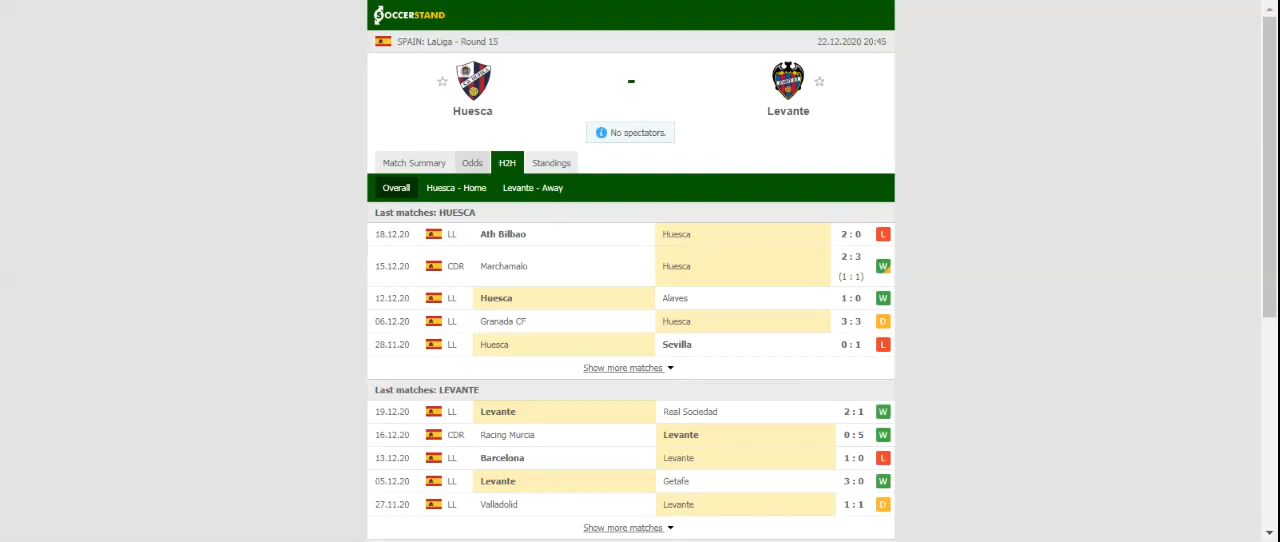 SOCCERSTAND
SPAIN: LaLiga - Round 15 22.12.2020 20:45
-
Huesca Levante
No spectators.
Match Summary Odds H2H Standings
Overall Huesca - Home Levante - Away
Last matches: HUESCA
18.12.20 LL Ath Bilbao Huesca 2 : 0 L
15.12.20 CDR Marchamalo Huesca 2 : 3 (1 : 1) W
12.12.20 LL Huesca Alaves 1 : 0 W
06.12.20 LL Granada CF Huesca 3 : 3 D
28.11.20 LL Huesca Sevilla 0 : 1 L
Show more matches
Last matches: LEVANTE
19.12.20 LL Levante Real Sociedad 2 : 1 W
16.12.20 CDR Racing Murcia Levante 0 : 5 W
13.12.20 LL Barcelona Levante 1 : 0 L
05.12.20 LL Levante Getafe 3 : 0 W
27.11.20 LL Valladolid Levante 1 : 1 D
Show more matches